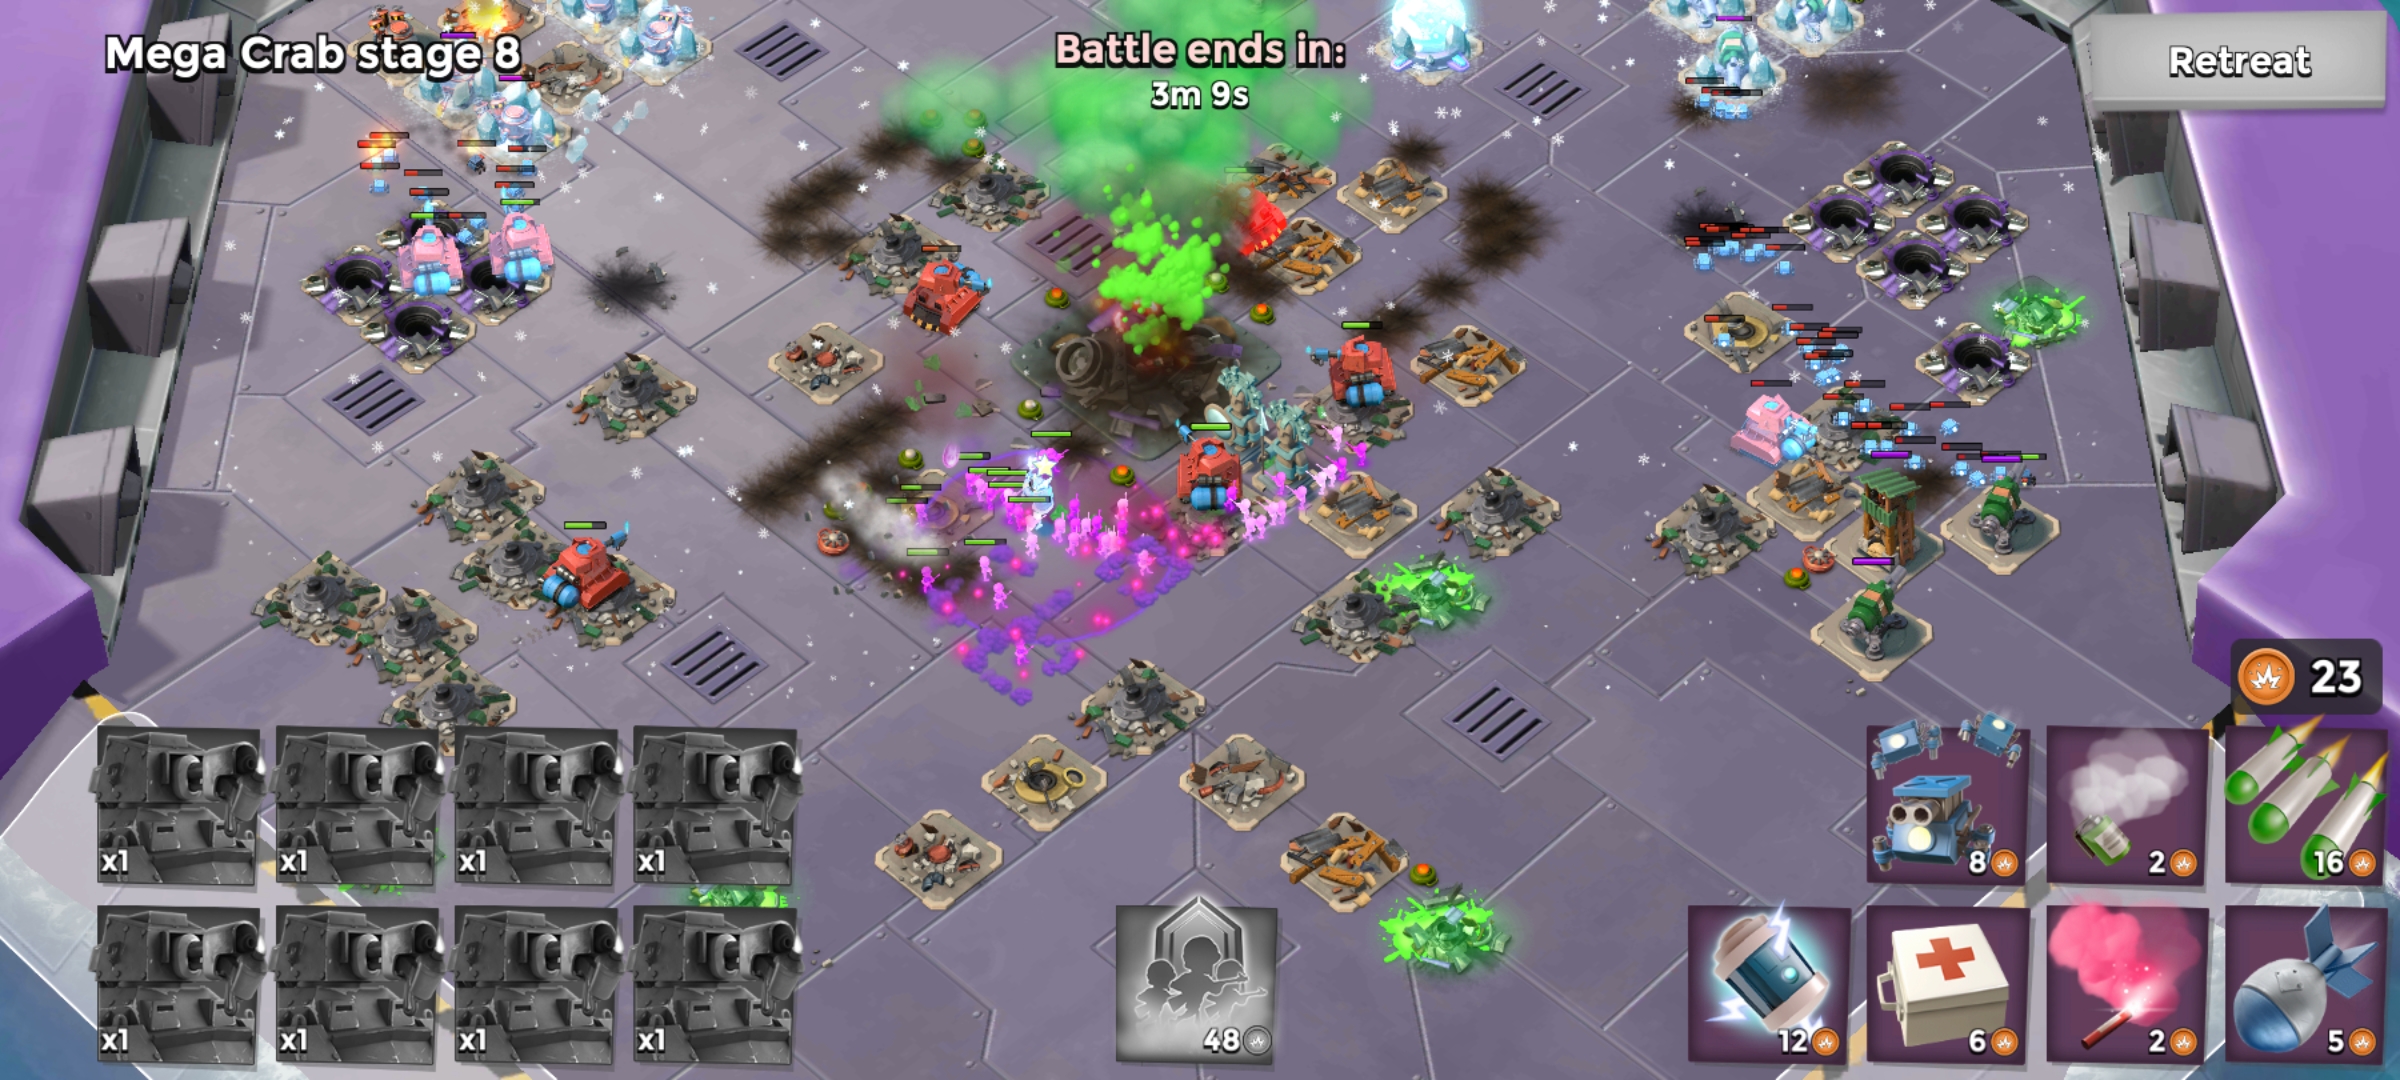 Mega Crab stage 8
Battle ends in:
3m 9s
Retreat
23
x1
x1
x1
x1
8
2
16
x1
x1
x1
x1
48
12
6
2
5